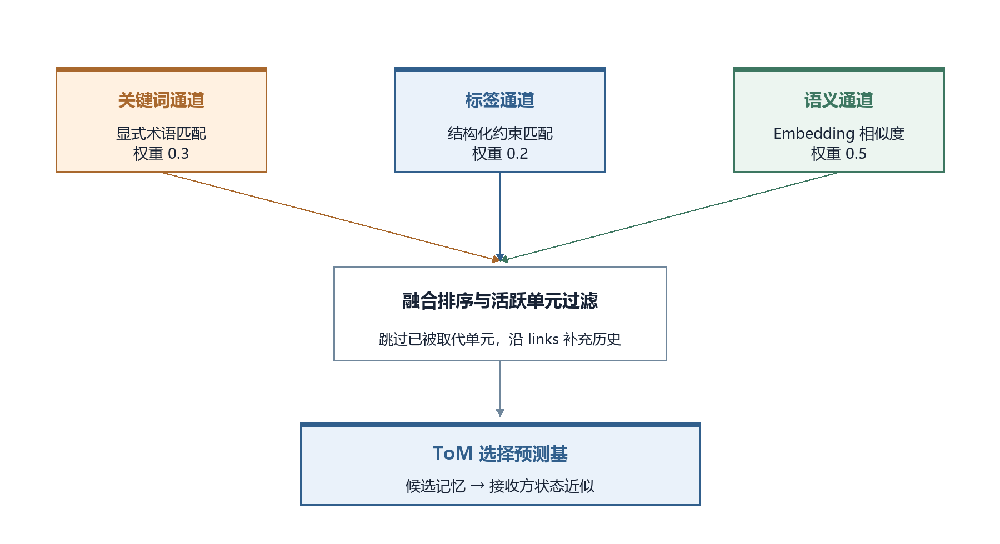 关键词通道
显式术语匹配
权重 0.3
标签通道
结构化约束匹配
权重 0.2
语义通道
Embedding 相似度
权重 0.5
融合排序与活跃单元过滤
跳过已被取代单元，沿 links 补充历史
ToM 选择预测基
候选记忆 → 接收方状态近似